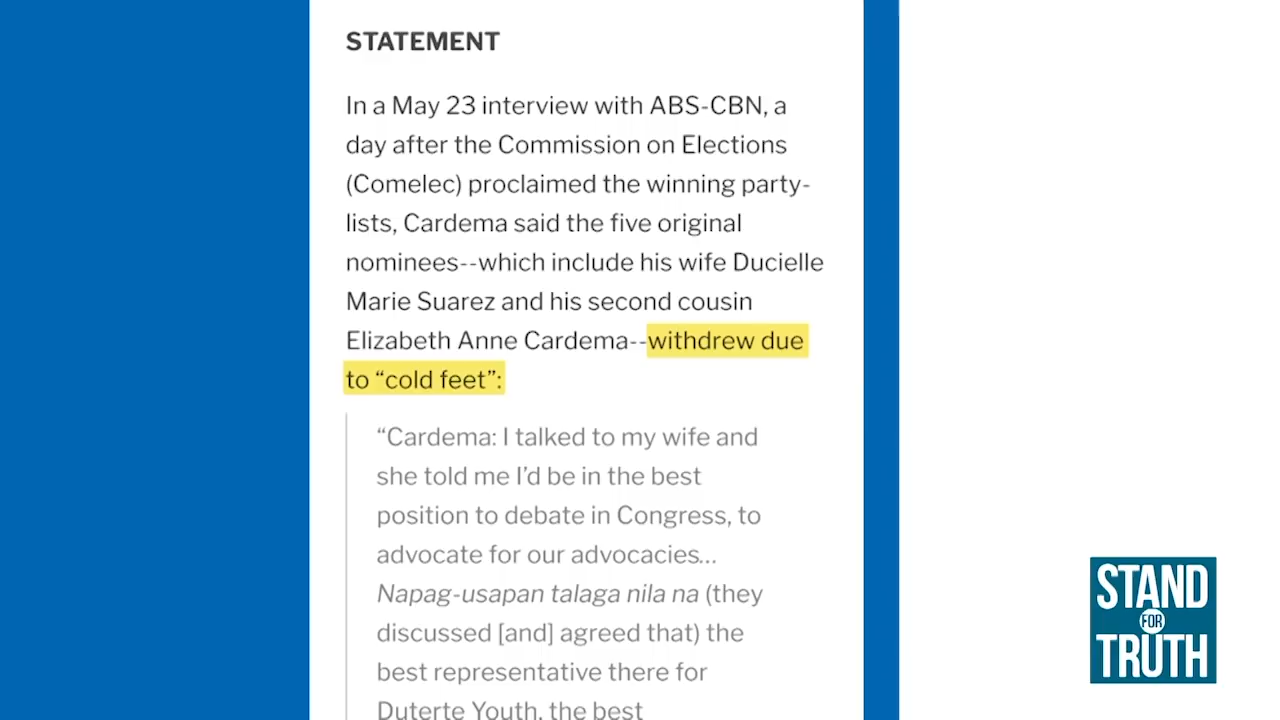 STATEMENT
In a May 23 interview with ABS-CBN, a
day after the Commission on Elections
(Comelec) proclaimed the winning party-
lists, Cardema said the five original
nominees--which include his wife Ducielle
Marie Suarez and his second cousin
Elizabeth Anne Cardema--withdrew due
to “cold feet”:
“Cardema: I talked to my wife and
she told me I’d be in the best
position to debate in Congress, to
advocate for our advocacies…
Napag-usapan talaga nila na (they
discussed [and] agreed that) the
best representative there for
Duterte Youth, the best
STAND
FOR
TRUTH